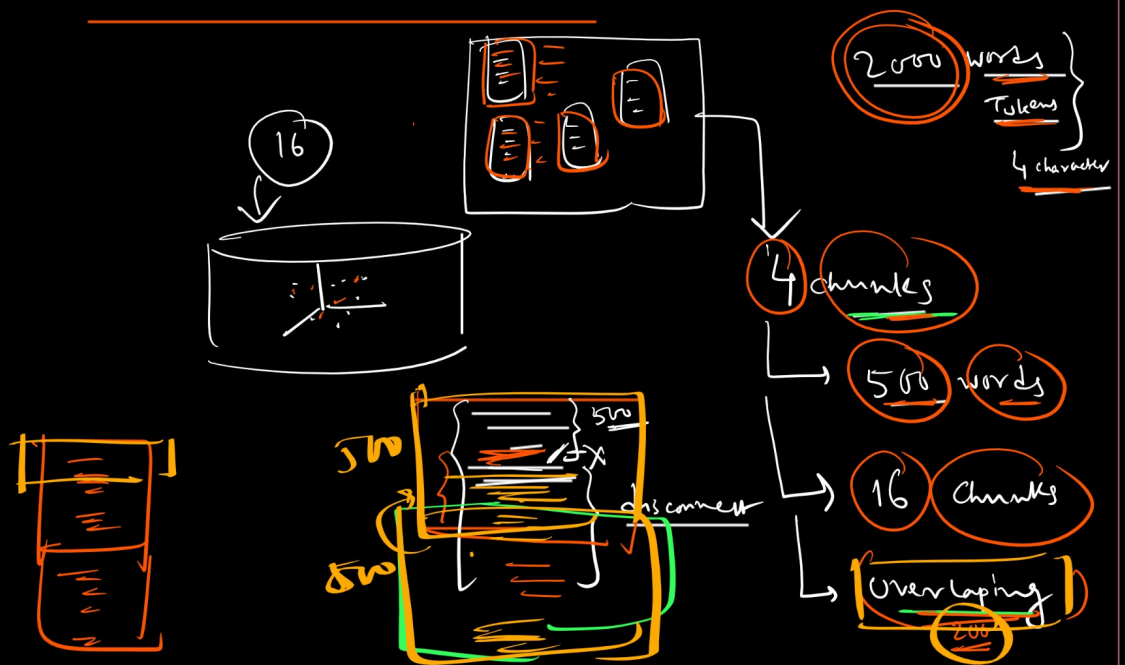 2000 words
Tokens
4 character
16
4 chunks
500 words
500
500
X
16 Chunks
disconnect
500
Overlaping
200